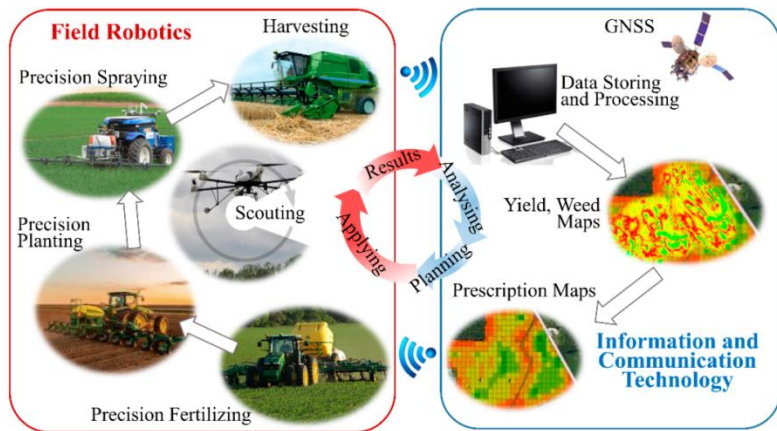 Field Robotics
Harvesting
Precision Spraying
Scouting
Precision
Planting
Precision Fertilizing
Results
Analysing
Planning
Applying
GNSS
Data Storing
and Processing
Yield, Weed
Maps
Prescription Maps
Information and
Communication
Technology